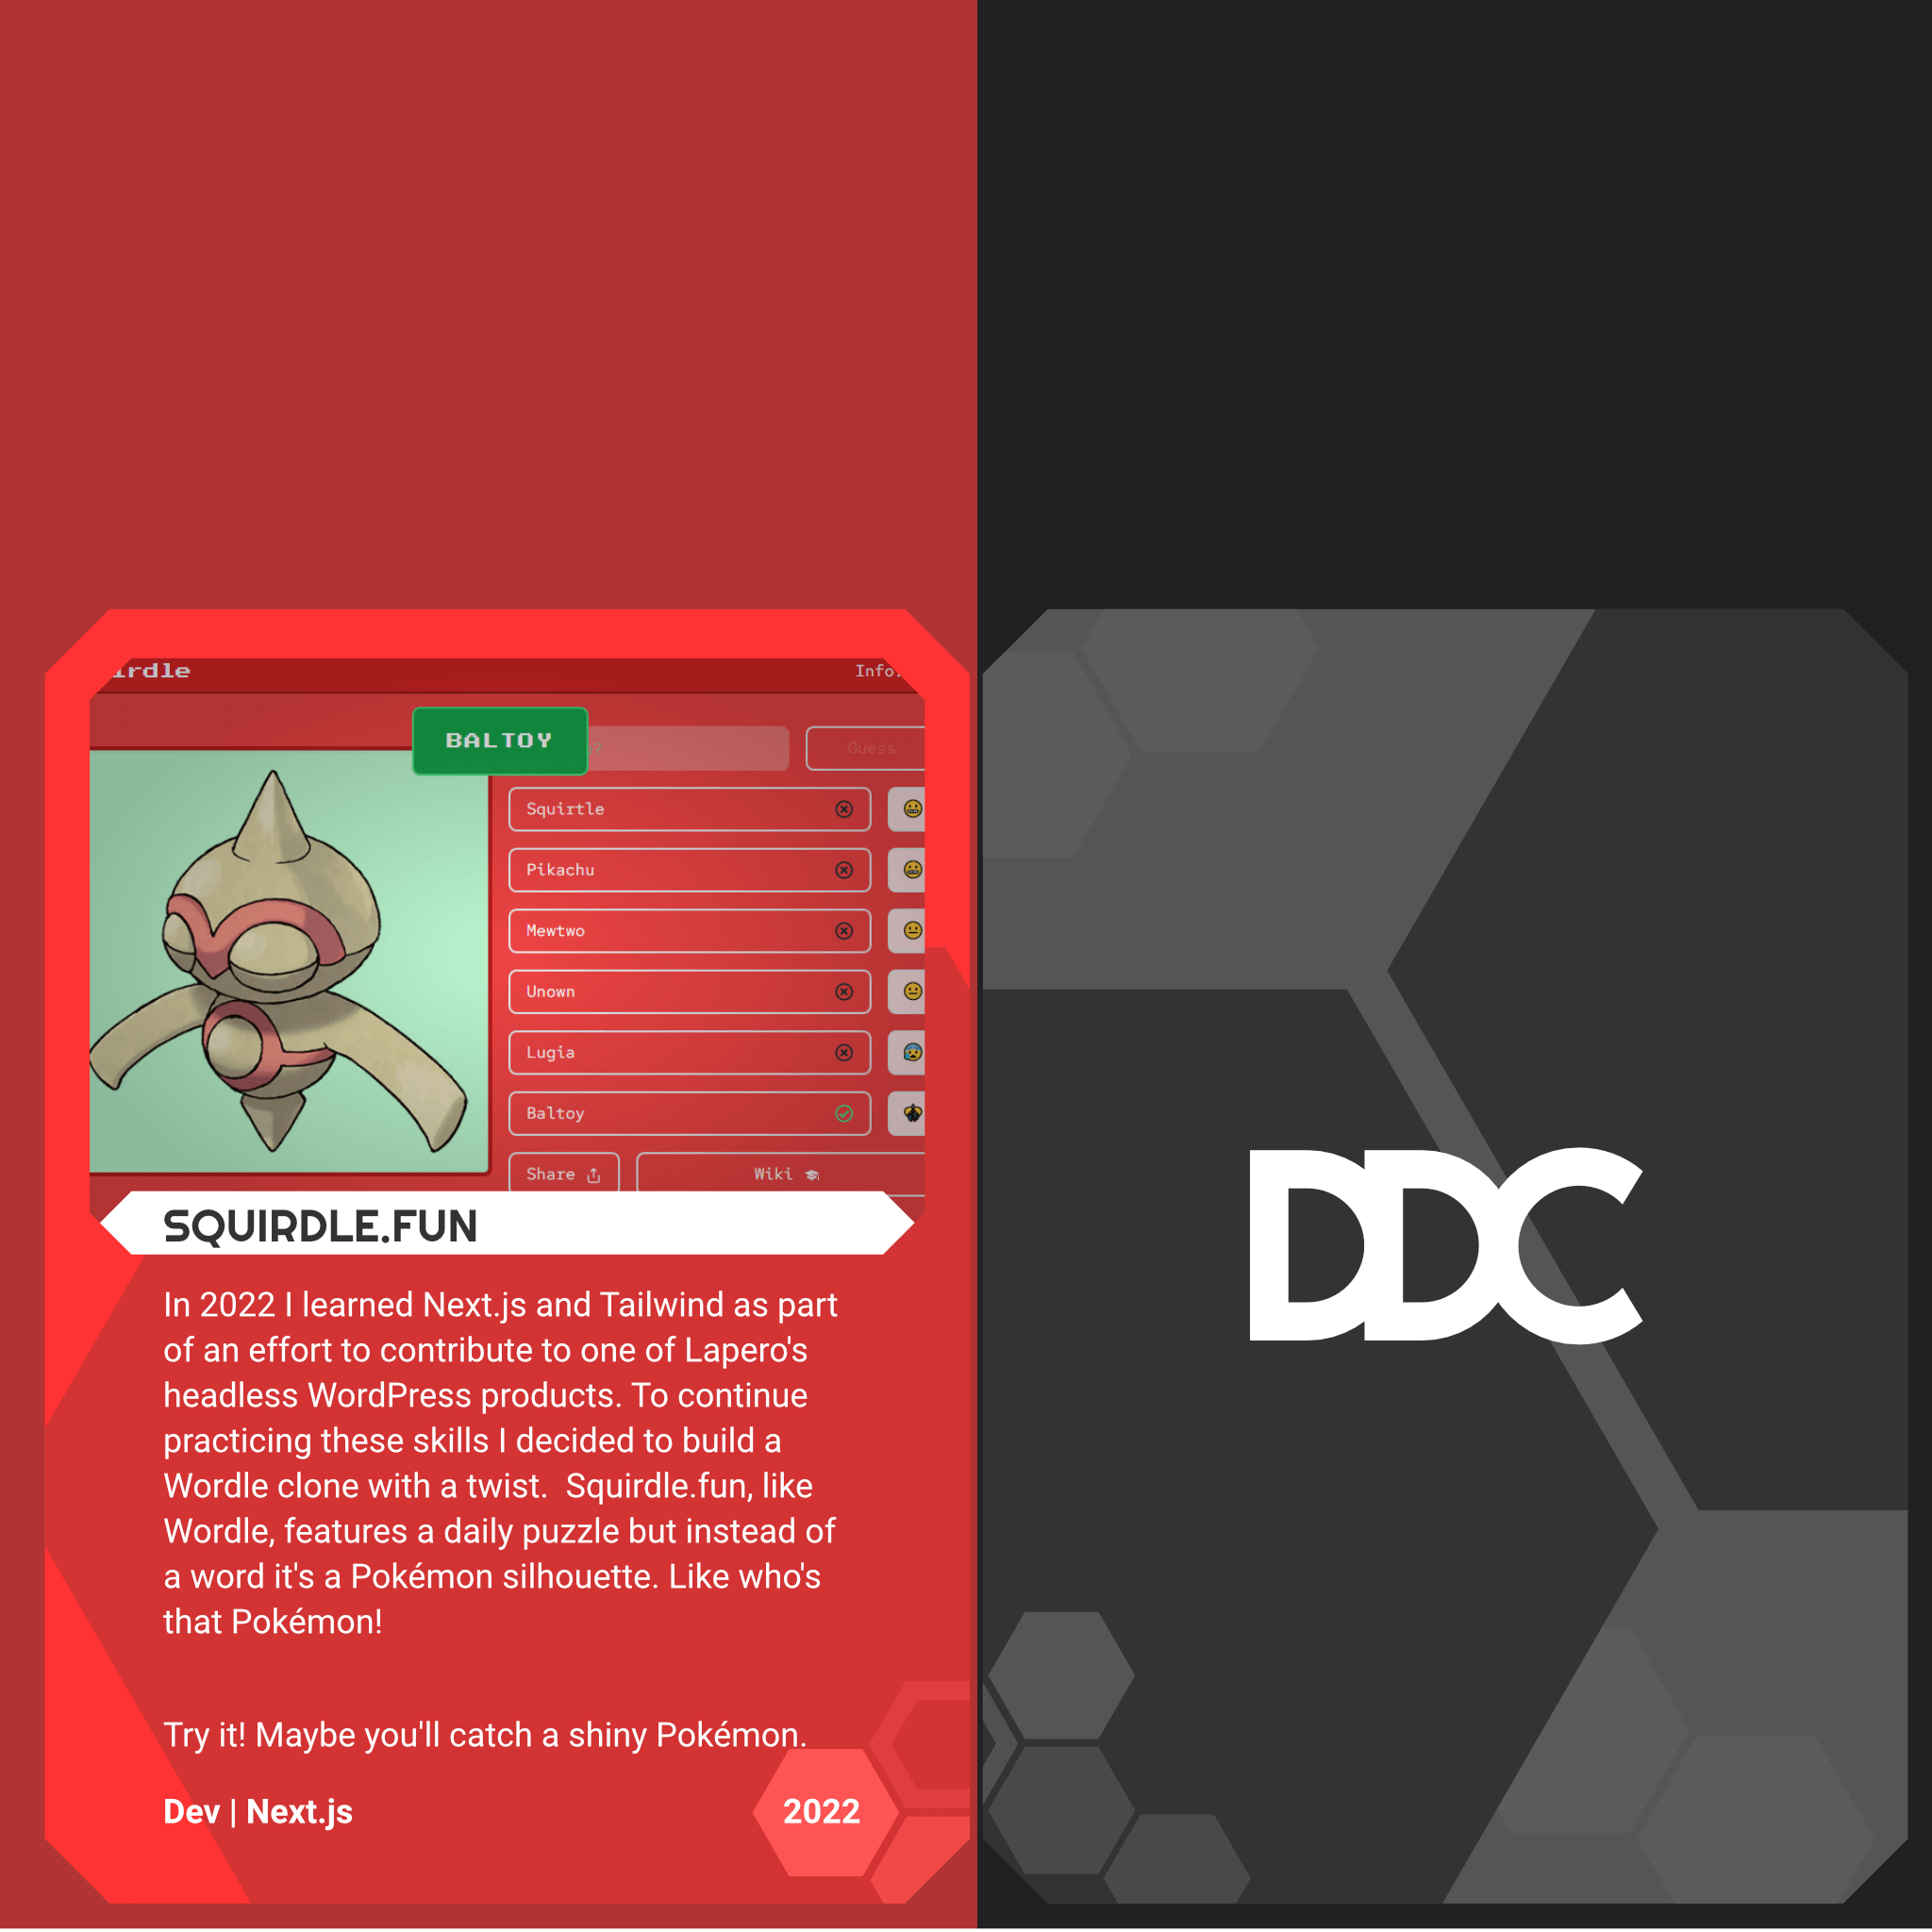 irdle
Info.
BALTOY
?
Guess
Squirtle
Pikachu
Mewtwo
Unown
Lugia
Baltoy
Share
Wiki
SQUIRDLE.FUN
In 2022 I learned Next.js and Tailwind as part
of an effort to contribute to one of Lapero's
headless WordPress products. To continue
practicing these skills I decided to build a
Wordle clone with a twist.  Squirdle.fun, like
Wordle, features a daily puzzle but instead of
a word it's a Pokémon silhouette. Like who's
that Pokémon!
Try it! Maybe you'll catch a shiny Pokémon.
Dev | Next.js
2022
DDC